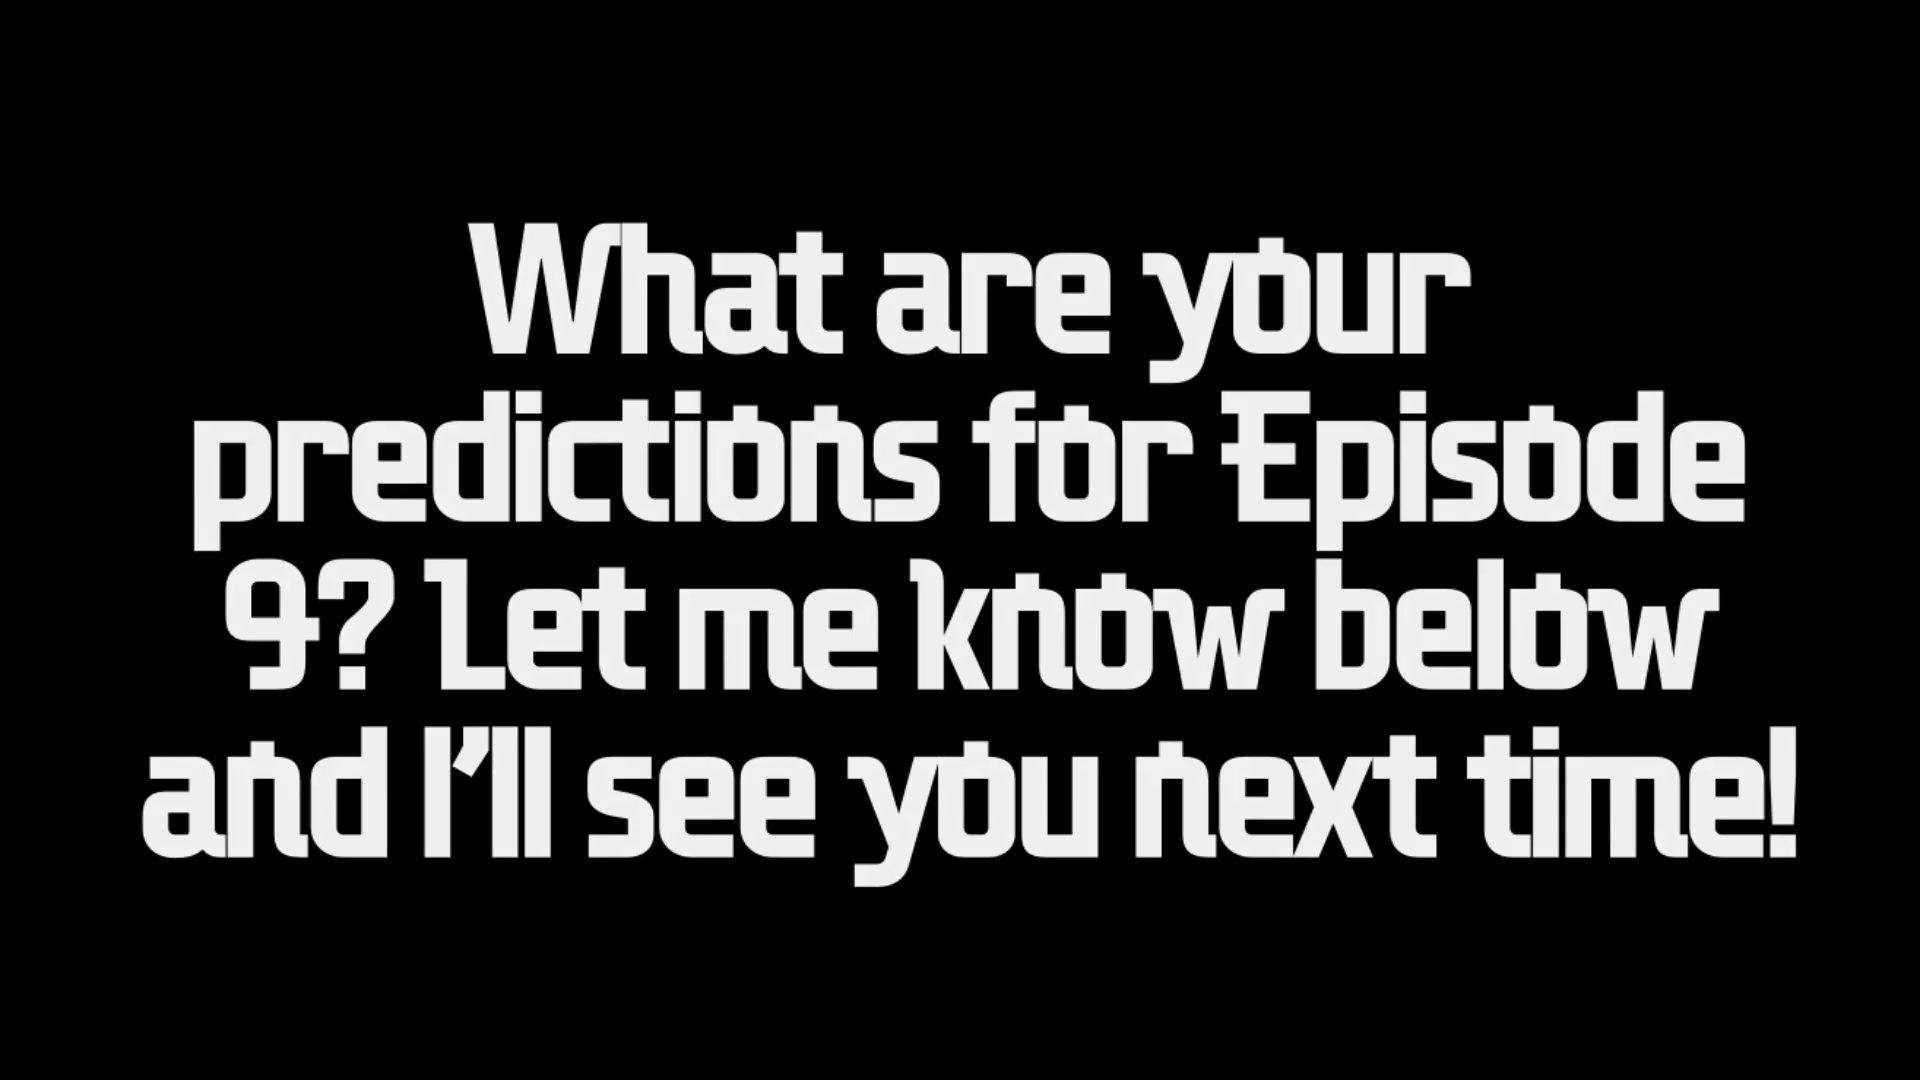 What are your
predictions for Episode
9? Let me know below
and I’ll see you next time!